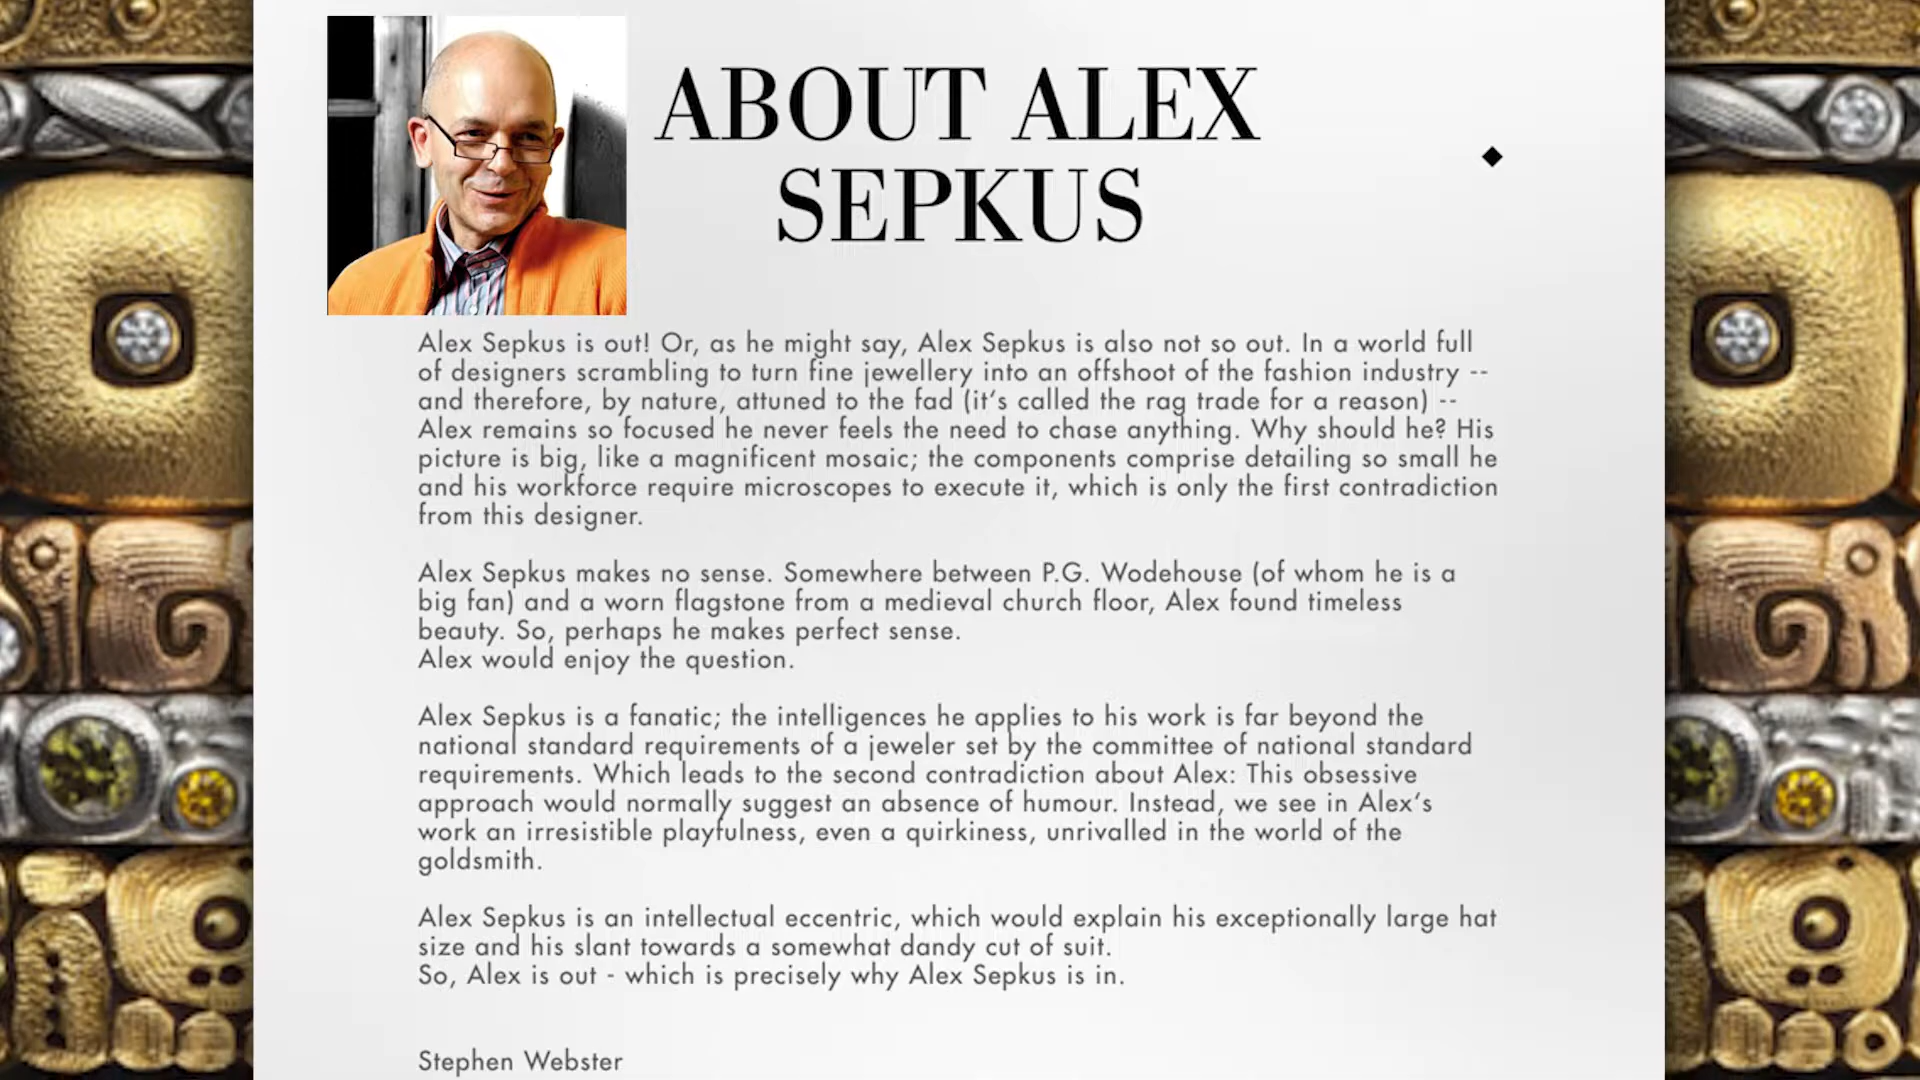 ABOUT ALEX
SEPKUS
Alex Sepkus is out! Or, as he might say, Alex Sepkus is also not so out. In a world full
of designers scrambling to turn fine jewellery into an offshoot of the fashion industry --
and therefore, by nature, attuned to the fad (it's called the rag trade for a reason) --
Alex remains so focused he never feels the need to chase anything. Why should he? His
picture is big, like a magnificent mosaic; the components comprise detailing so small he
and his workforce require microscopes to execute it, which is only the first contradiction
from this designer.
Alex Sepkus makes no sense. Somewhere between P.G. Wodehouse (of whom he is a
big fan) and a worn flagstone from a medieval church floor, Alex found timeless
beauty. So, perhaps he makes perfect sense.
Alex would enjoy the question.
Alex Sepkus is a fanatic; the intelligences he applies to his work is far beyond the
national standard requirements of a jeweler set by the committee of national standard
requirements. Which leads to the second contradiction about Alex: This obsessive
approach would normally suggest an absence of humour. Instead, we see in Alex's
work an irresistible playfulness, even a quirkiness, unrivalled in the world of the
goldsmith.
Alex Sepkus is an intellectual eccentric, which would explain his exceptionally large hat
size and his slant towards a somewhat dandy cut of suit.
So, Alex is out - which is precisely why Alex Sepkus is in.
Stephen Webster